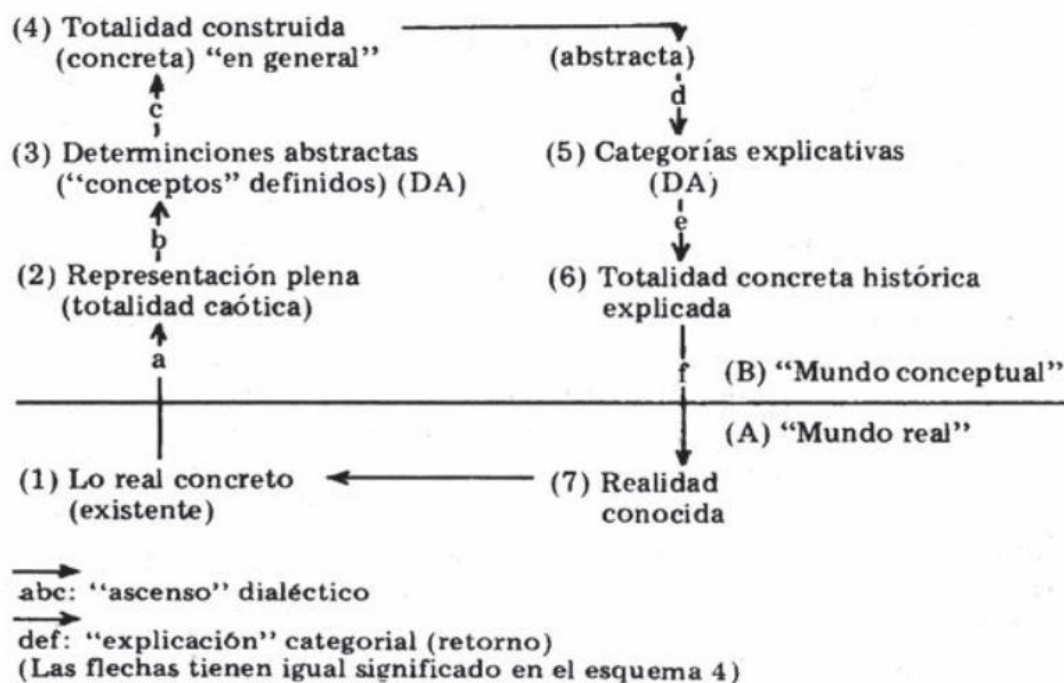 (4) Totalidad construida
(concreta) “en general”
(abstracta)
c
d
(3) Determinciones abstractas
(“conceptos” definidos) (DA)
(5) Categorías explicativas
(DA)
b
e
(2) Representación plena
(totalidad caótica)
(6) Totalidad concreta histórica
explicada
a
f
(B) “Mundo conceptual”
(A) “Mundo real”
(1) Lo real concreto
(existente)
(7) Realidad
conocida
abc: “ascenso” dialéctico
def: “explicación” categorial (retorno)
(Las flechas tienen igual significado en el esquema 4)